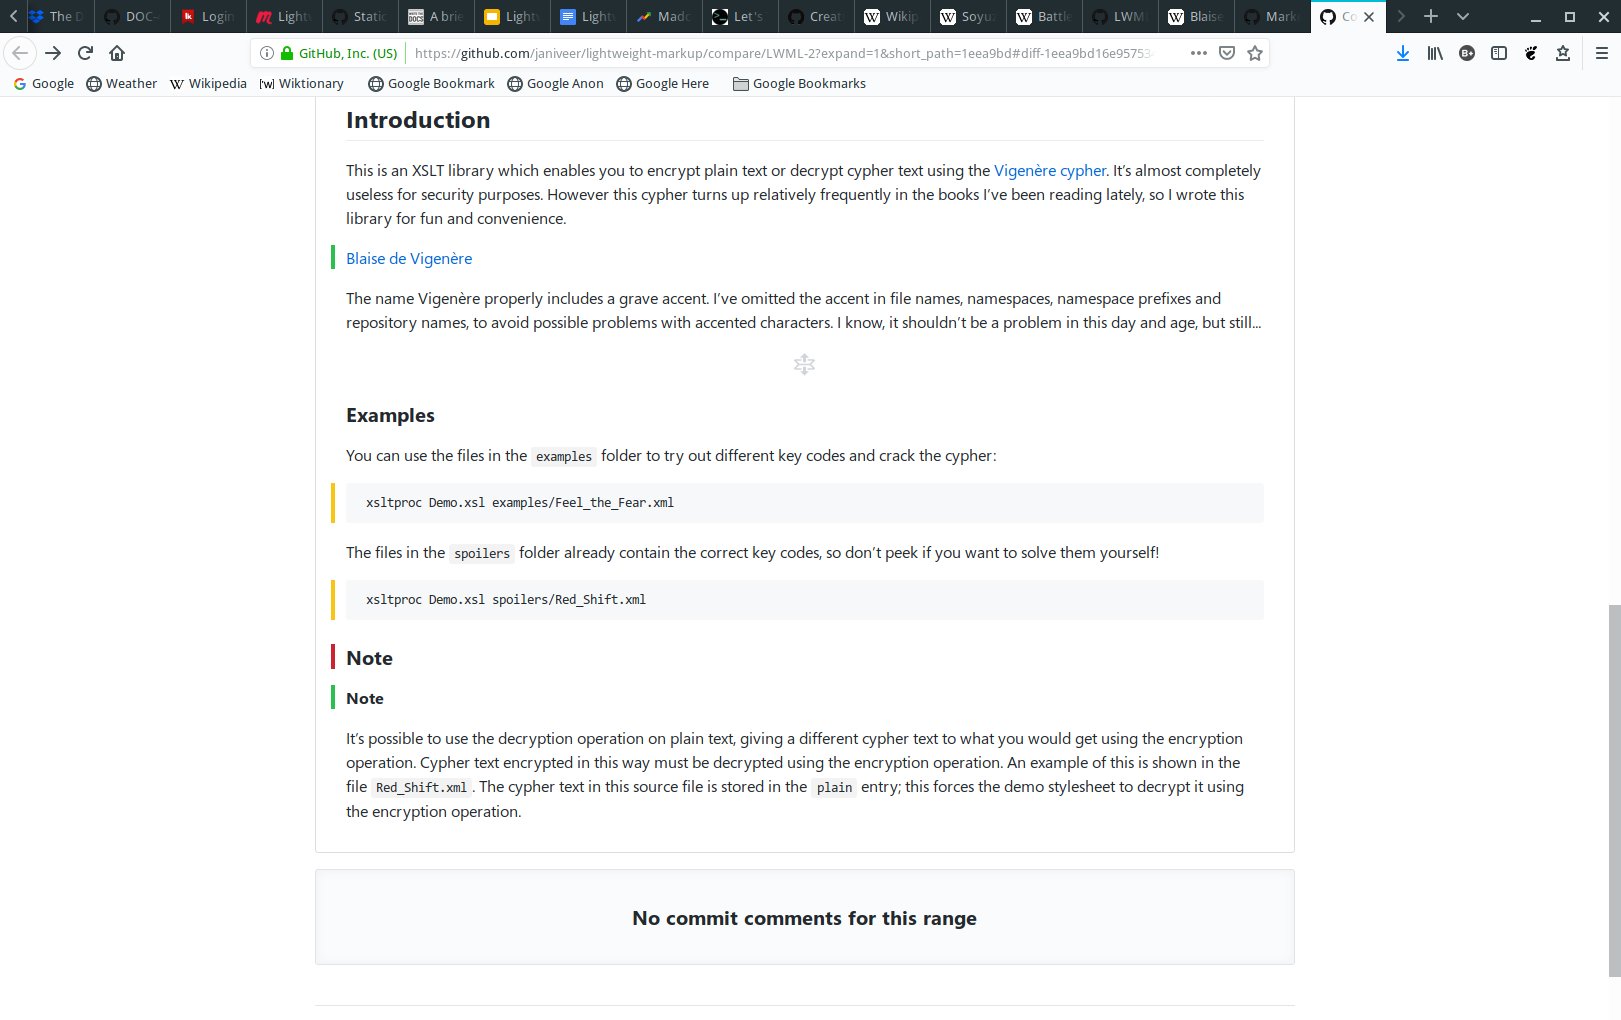 The D
DOC-
Login
Light
Static
A brie
Light
Light
Mado
Let's
Creat
Wikip
Soyuz
Battle
LWM
Blaise
Mark
Co
GitHub, Inc. (US)
https://github.com/janiveer/lightweight-markup/compare/LWML-2?expand=1&short_path=1eea9bd#diff-1eea9bd16e95753
Google
Weather
Wikipedia
Wiktionary
Google Bookmark
Google Anon
Google Here
Google Bookmarks
Introduction
This is an XSLT library which enables you to encrypt plain text or decrypt cypher text using the Vigenère cypher. It’s almost completely
useless for security purposes. However this cypher turns up relatively frequently in the books I’ve been reading lately, so I wrote this
library for fun and convenience.
Blaise de Vigenère
The name Vigenère properly includes a grave accent. I’ve omitted the accent in file names, namespaces, namespace prefixes and
repository names, to avoid possible problems with accented characters. I know, it shouldn’t be a problem in this day and age, but still...
Examples
You can use the files in the examples folder to try out different key codes and crack the cypher:
xsltproc Demo.xsl examples/Feel_the_Fear.xml
The files in the spoilers folder already contain the correct key codes, so don’t peek if you want to solve them yourself!
xsltproc Demo.xsl spoilers/Red_Shift.xml
Note
Note
It’s possible to use the decryption operation on plain text, giving a different cypher text to what you would get using the encryption
operation. Cypher text encrypted in this way must be decrypted using the encryption operation. An example of this is shown in the
file Red_Shift.xml. The cypher text in this source file is stored in the plain entry; this forces the demo stylesheet to decrypt it using
the encryption operation.
No commit comments for this range